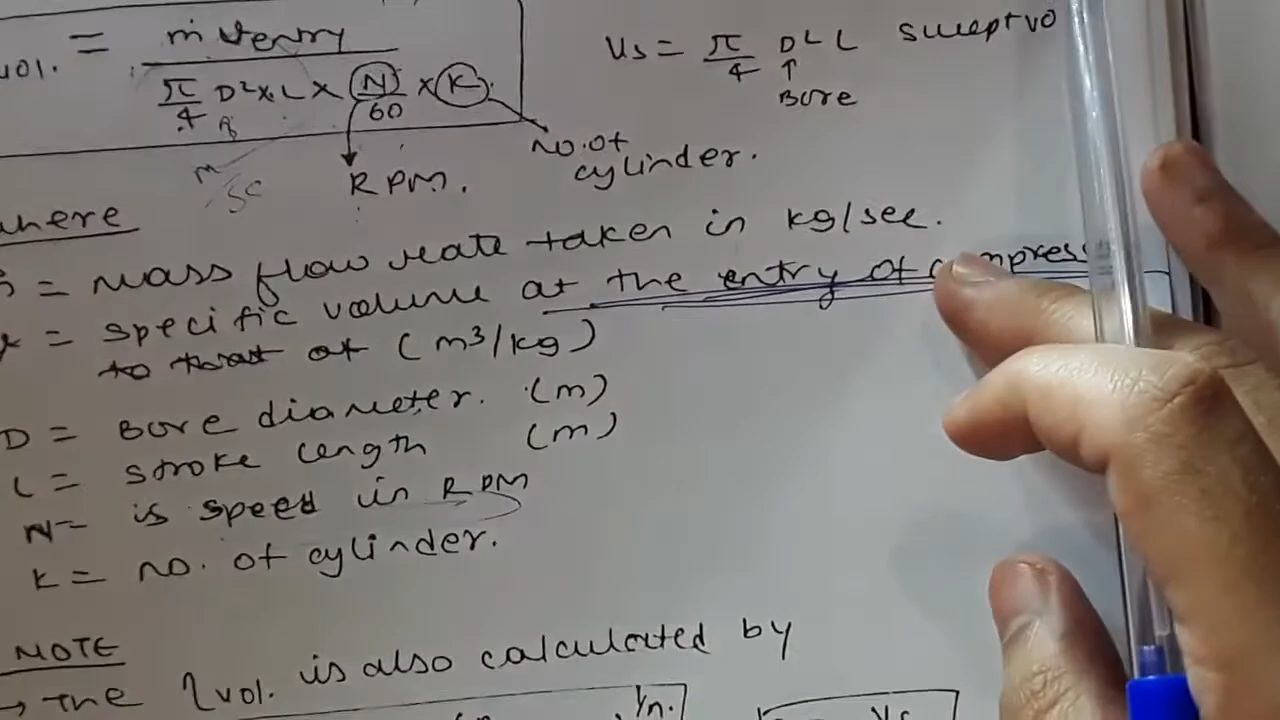 vol. = ṁ ventry
π/4 D² × L × N/60 × K
Vs = π/4 D² L sweptvo
Bore
no. of
cylinder.
RPM.
where
ṁ = mass flow rate taken in kg/sec.
= specific volume at the entry of compress
(m³/kg)
D = Bore diameter. (m)
L = stroke length (m)
N = is speed in RPM
K = no. of cylinder.
NOTE
→ The ηvol. is also calculated by